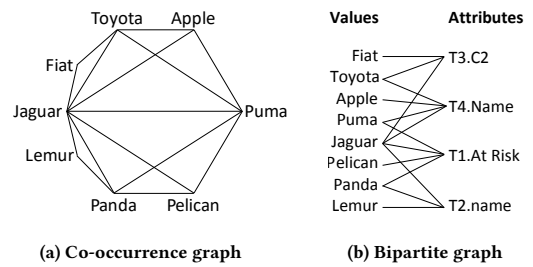 Toyota Apple
Fiat
Jaguar Puma
Lemur
Panda Pelican
(a) Co-occurrence graph
Values Attributes
Fiat
Toyota
Apple
Puma
Jaguar
Pelican
Panda
Lemur
T3.C2
T4.Name
T1.At Risk
T2.name
(b) Bipartite graph